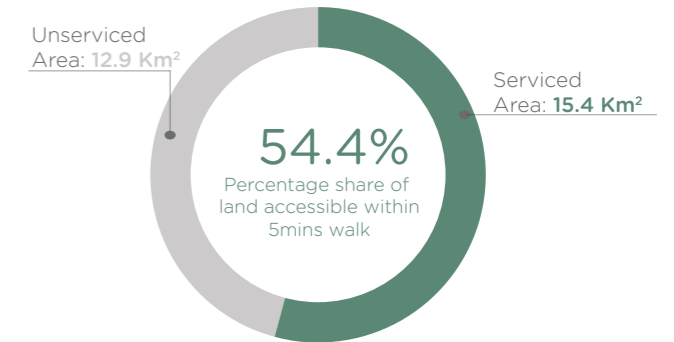 Unserviced
Area: 12.9 Km²
Serviced
Area: 15.4 Km²
54.4%
Percentage share of
land accessible within
5mins walk